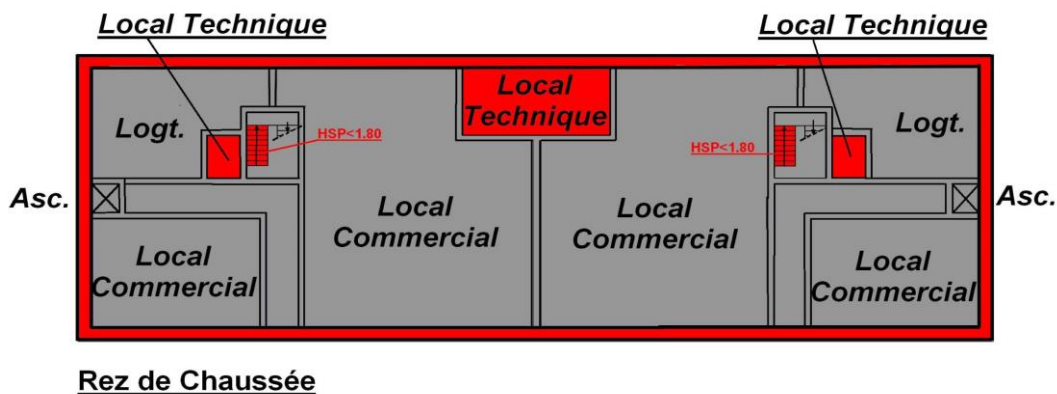 Local Technique
Local Technique
Local
Technique
Logt.
HSP<1.80
HSP<1.80
Logt.
Asc.
Local
Commercial
Local
Commercial
Asc.
Local
Commercial
Local
Commercial
Rez de Chaussée